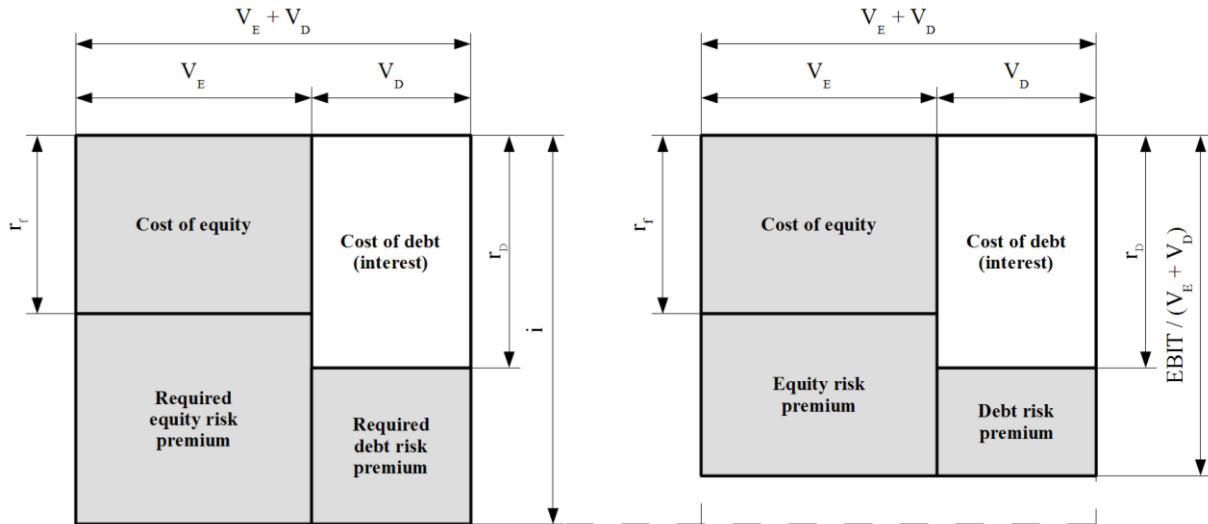 V_E + V_D
V_E + V_D
V_E
V_D
V_E
V_D
r_f
Cost of equity
Cost of debt
(interest)
r_D
i
Required
equity risk
premium
Required
debt risk
premium
r_f
Cost of equity
Cost of debt
(interest)
r_D
EBIT / (V_E + V_D)
Equity risk
premium
Debt risk
premium